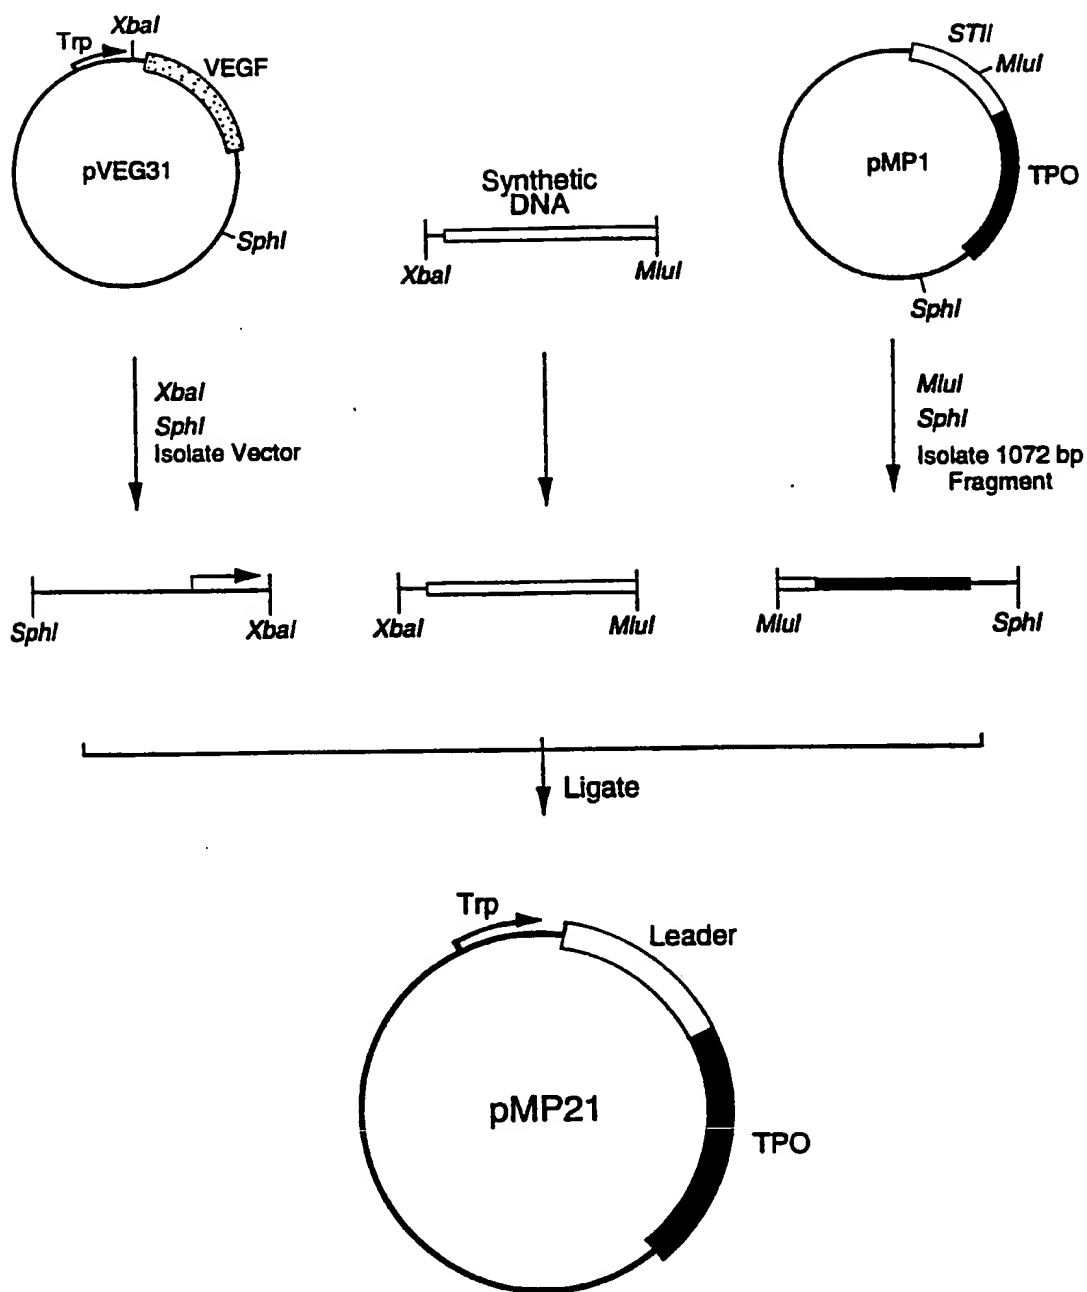 XbaI
Trp
VEGF
pVEG31
SphI
Synthetic
DNA
XbaI
MluI
STII
MluI
pMP1
TPO
SphI
XbaI
SphI
Isolate Vector
MluI
SphI
Isolate 1072 bp
Fragment
SphI
XbaI
XbaI
MluI
MluI
SphI
Ligate
Trp
Leader
pMP21
TPO